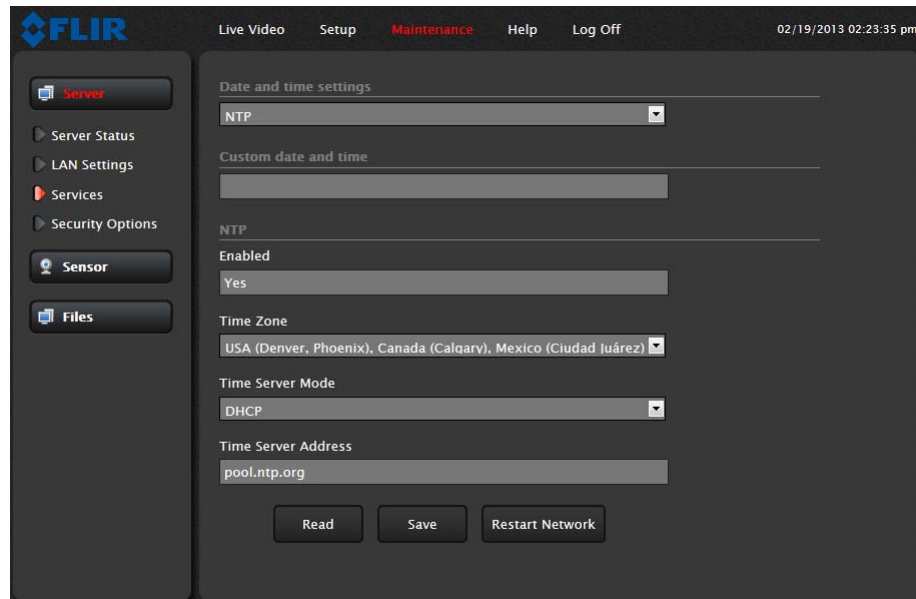 FLIR
Live Video Setup Maintenance Help Log Off 02/19/2013 02:23:35 pm
Server
Server Status
LAN Settings
Services
Security Options
Sensor
Files
Date and time settings
NTP
Custom date and time
NTP
Enabled
Yes
Time Zone
USA (Denver, Phoenix), Canada (Calgary), Mexico (Ciudad Juárez)
Time Server Mode
DHCP
Time Server Address
pool.ntp.org
Read Save Restart Network